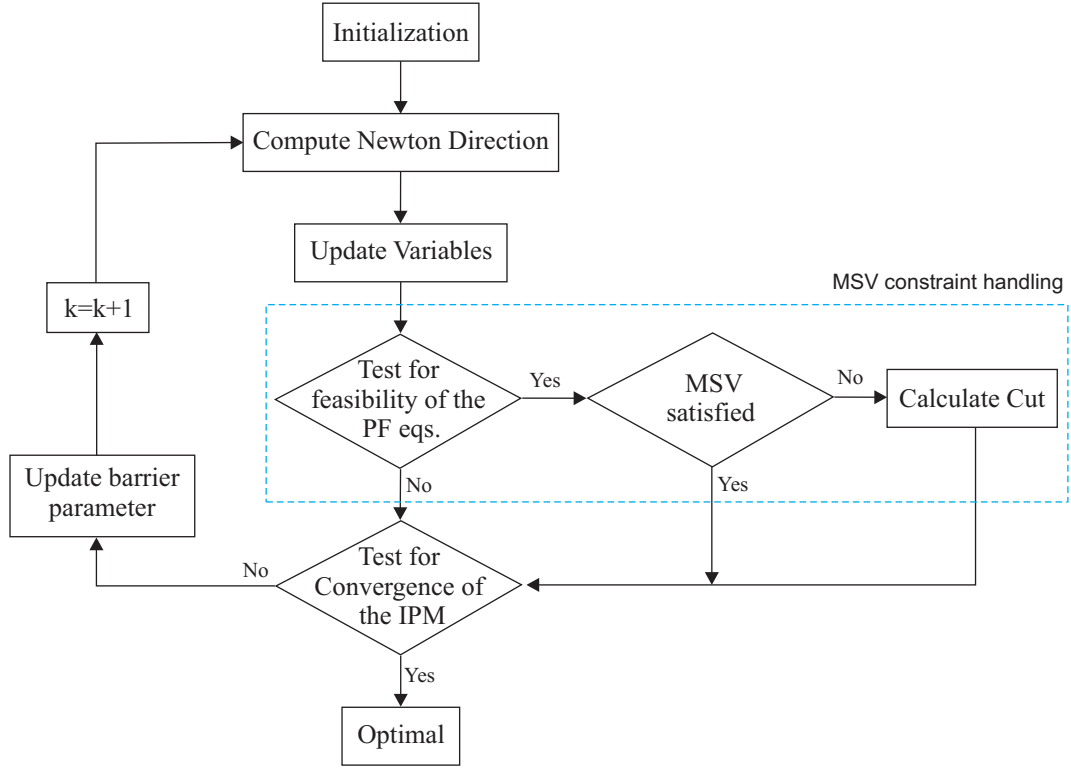 Initialization
Compute Newton Direction
Update Variables
MSV constraint handling
k=k+1
Test for
feasibility of the
PF eqs.
Yes
MSV
satisfied
No
Calculate Cut
Update barrier
parameter
No
Yes
Test for
Convergence of
the IPM
No
Yes
Optimal